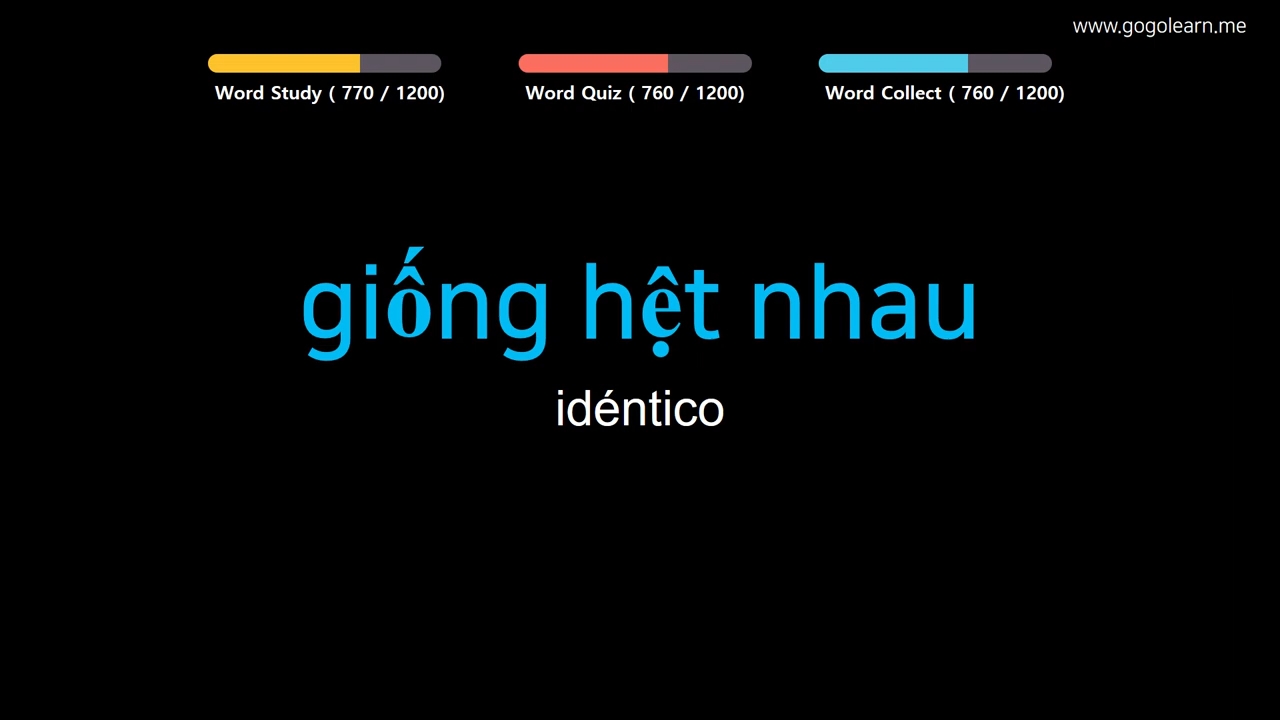 www.gogolearn.me
Word Study ( 770 / 1200)
Word Quiz ( 760 / 1200)
Word Collect ( 760 / 1200)
giống hệt nhau
idéntico